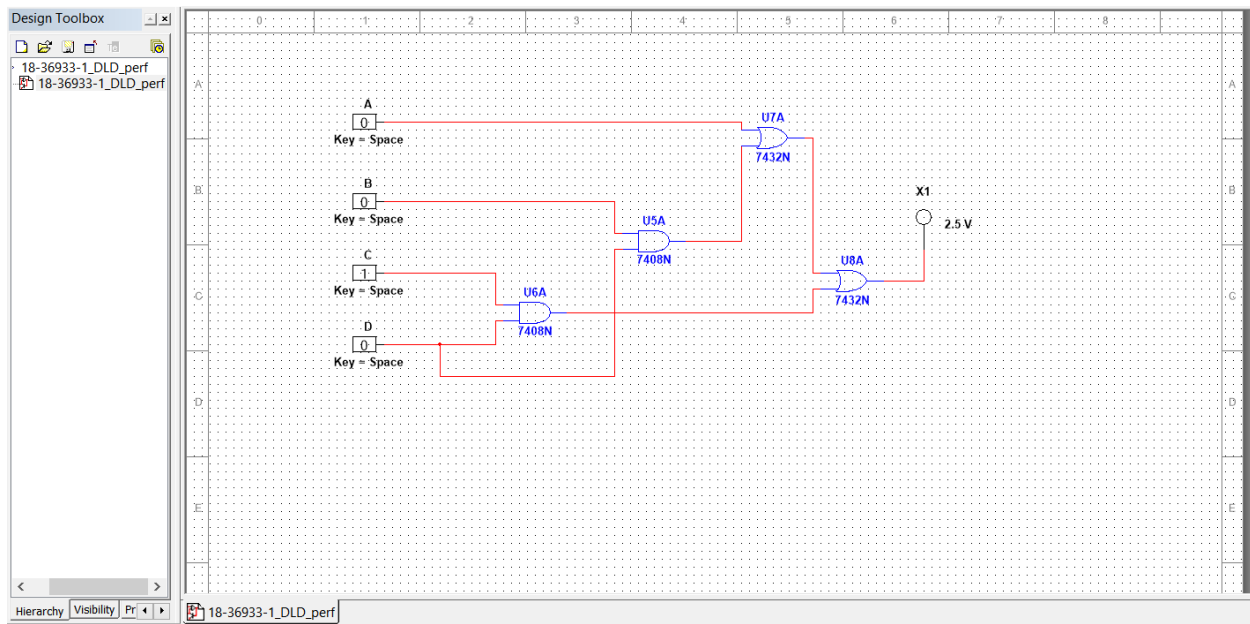 Design Toolbox
18-36933-1_DLD_perf
18-36933-1_DLD_perf
Hierarchy Visibility Pr
0 1 2 3 4 5 6 7 8
A A
B B
C C
D D
E E
A
0
Key = Space
B
0
Key = Space
C
1
Key = Space
D
0
Key = Space
U6A
7408N
U5A
7408N
U7A
7432N
U8A
7432N
X1
2.5 V
18-36933-1_DLD_perf